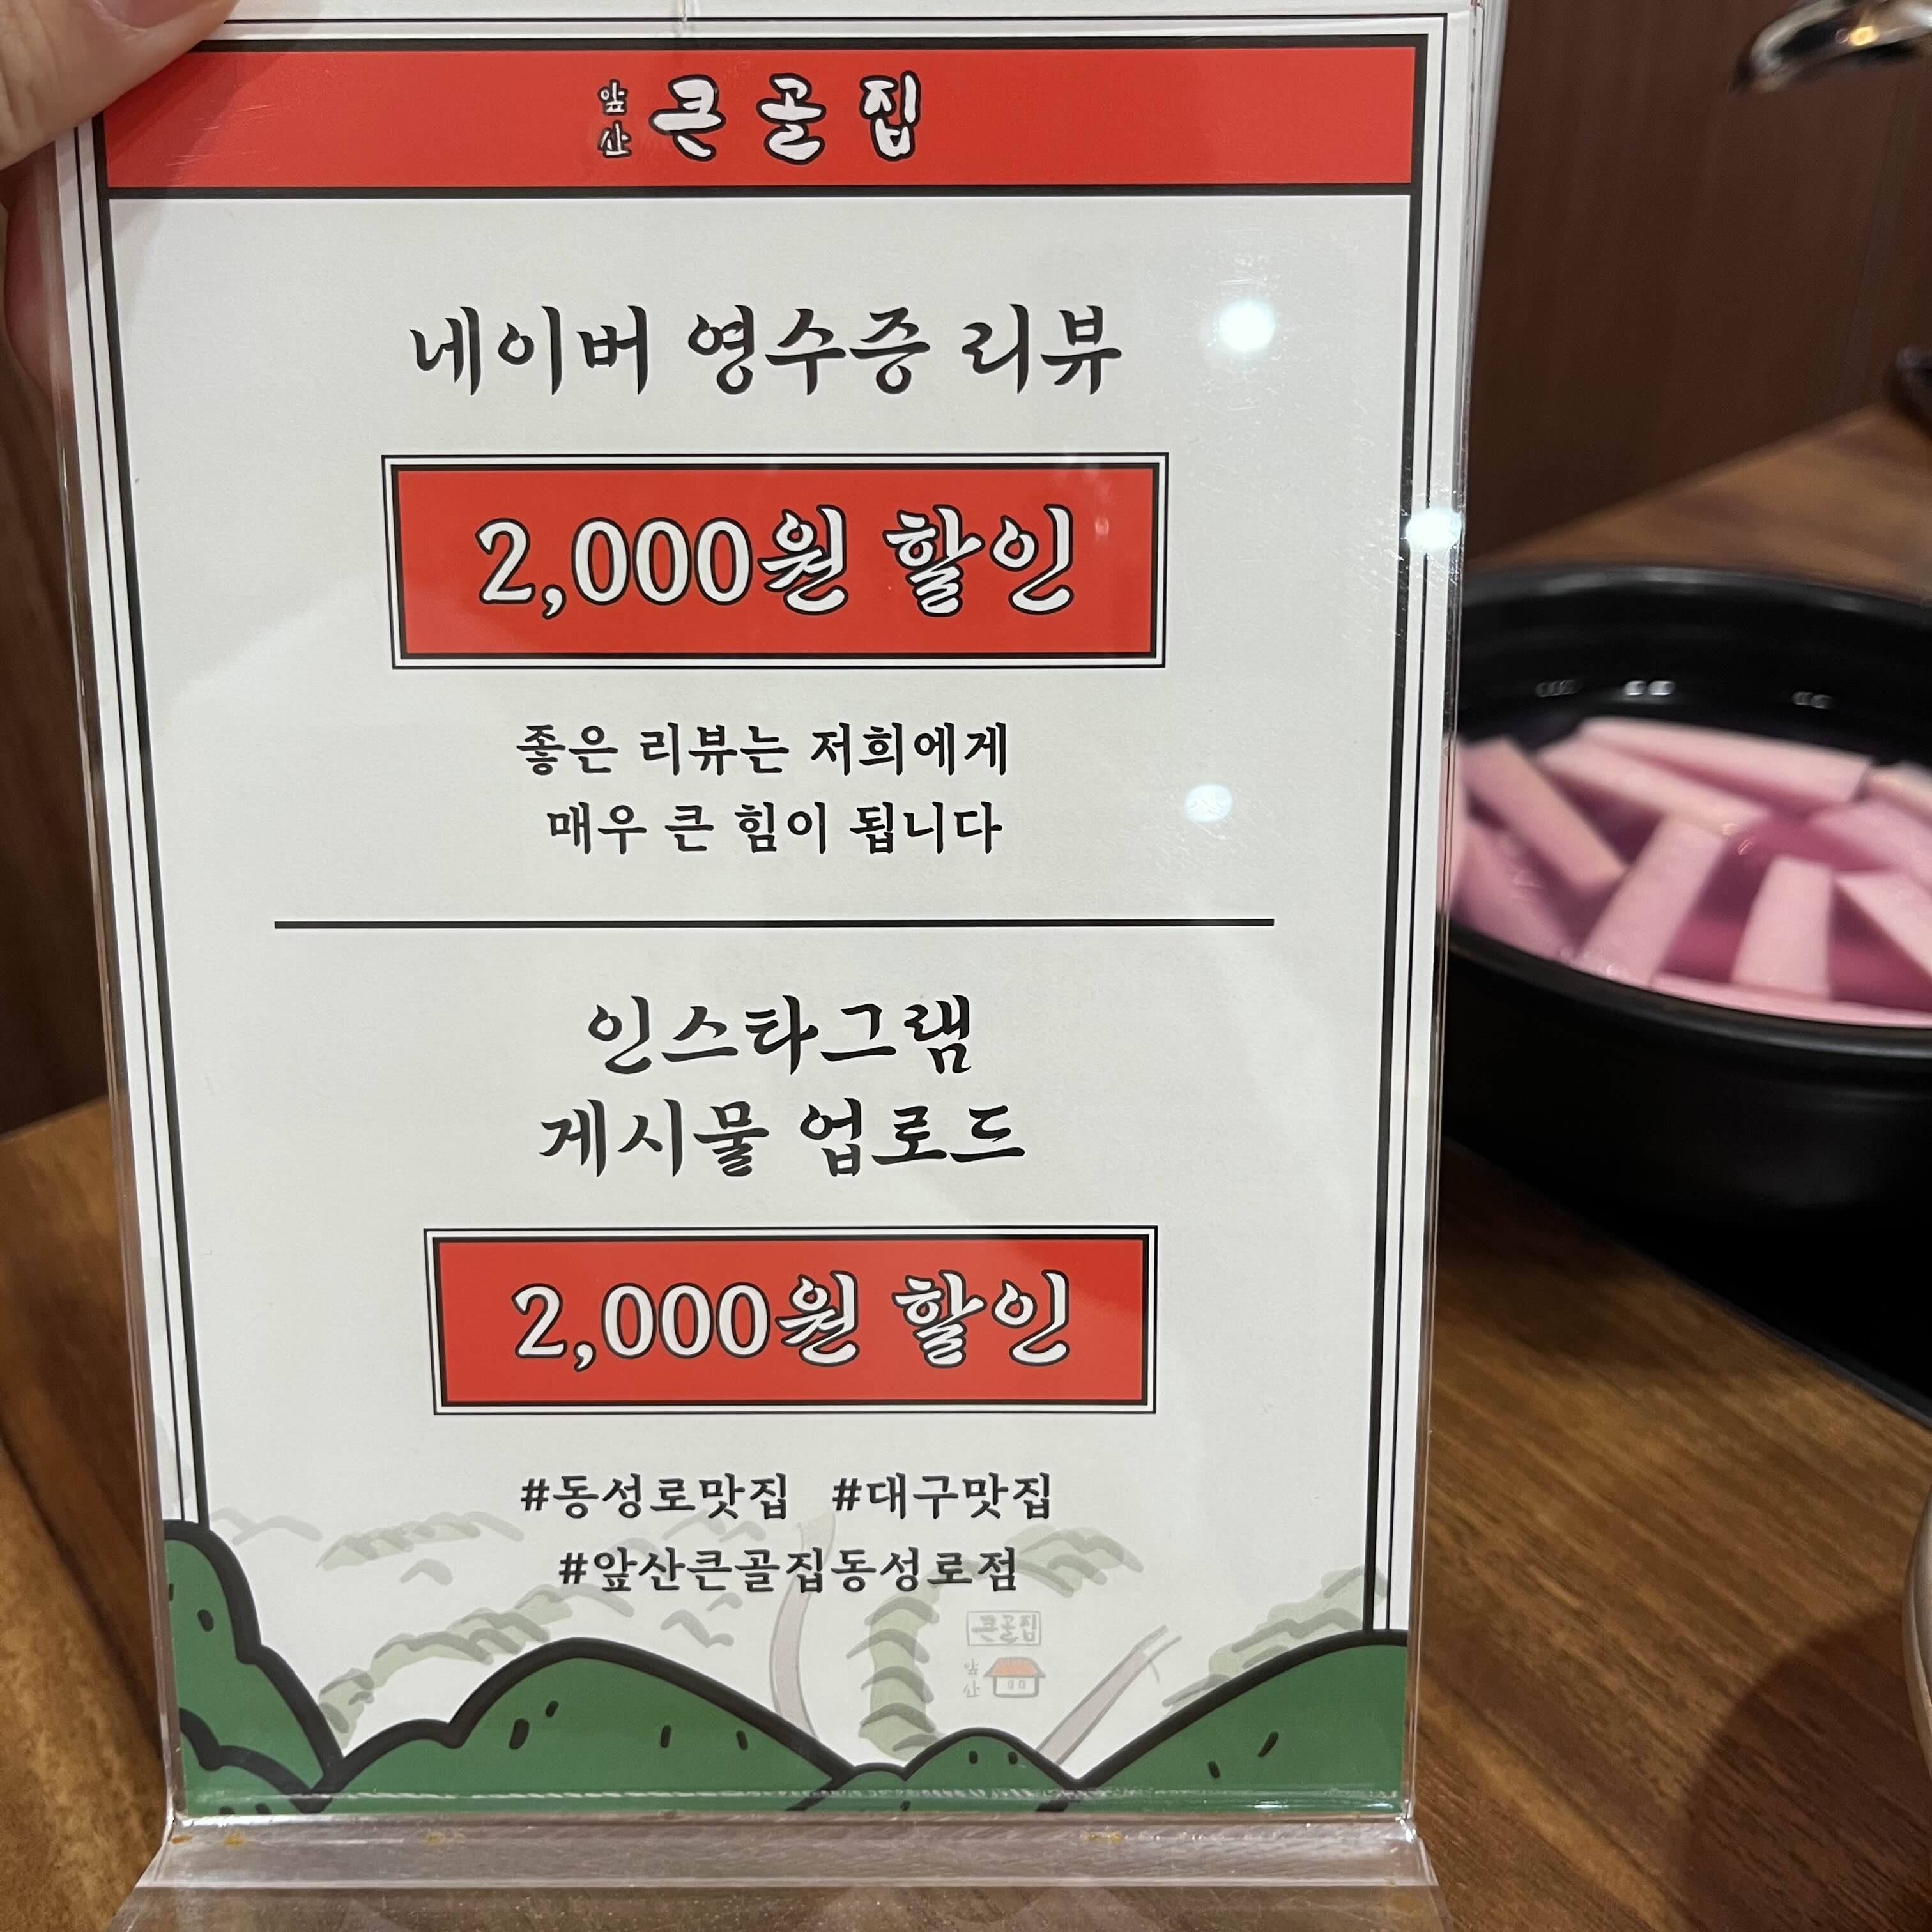 앞산 큰골집
네이버 영수증 리뷰
2,000원 할인
좋은 리뷰는 저희에게
매우 큰 힘이 됩니다
인스타그램
게시물 업로드
2,000원 할인
#동성로맛집 #대구맛집
#앞산큰골집동성로점
큰골집
앞산